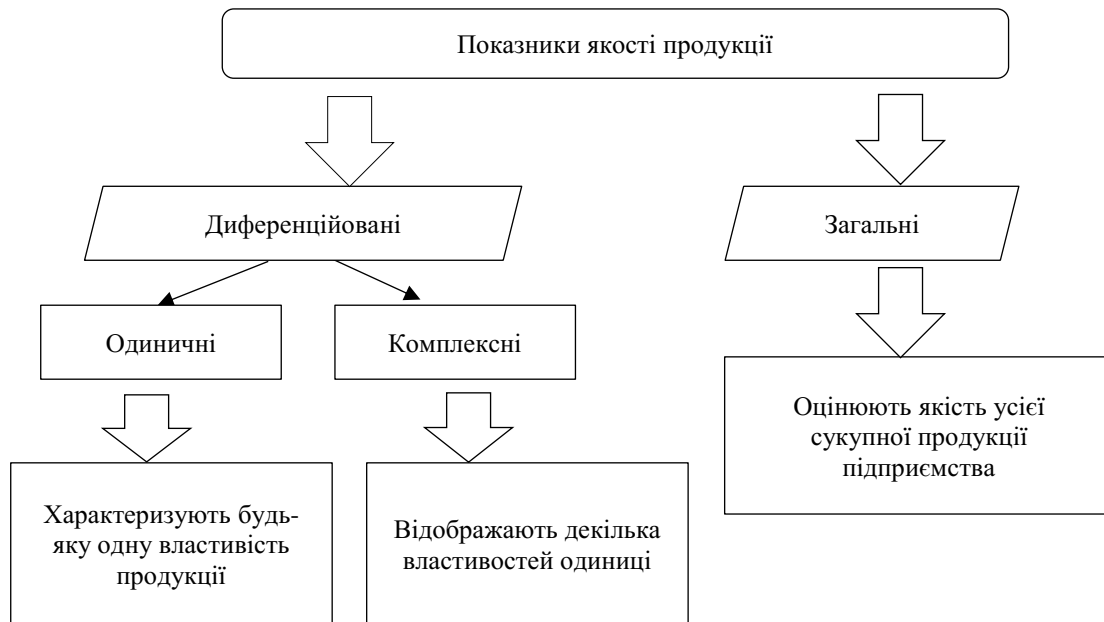 Показники якості продукції
Диференційовані
Загальні
Одиничні
Комплексні
Оцінюють якість усієї
сукупної продукції
підприємства
Характеризують будь-
яку одну властивість
продукції
Відображають декілька
властивостей одиниці